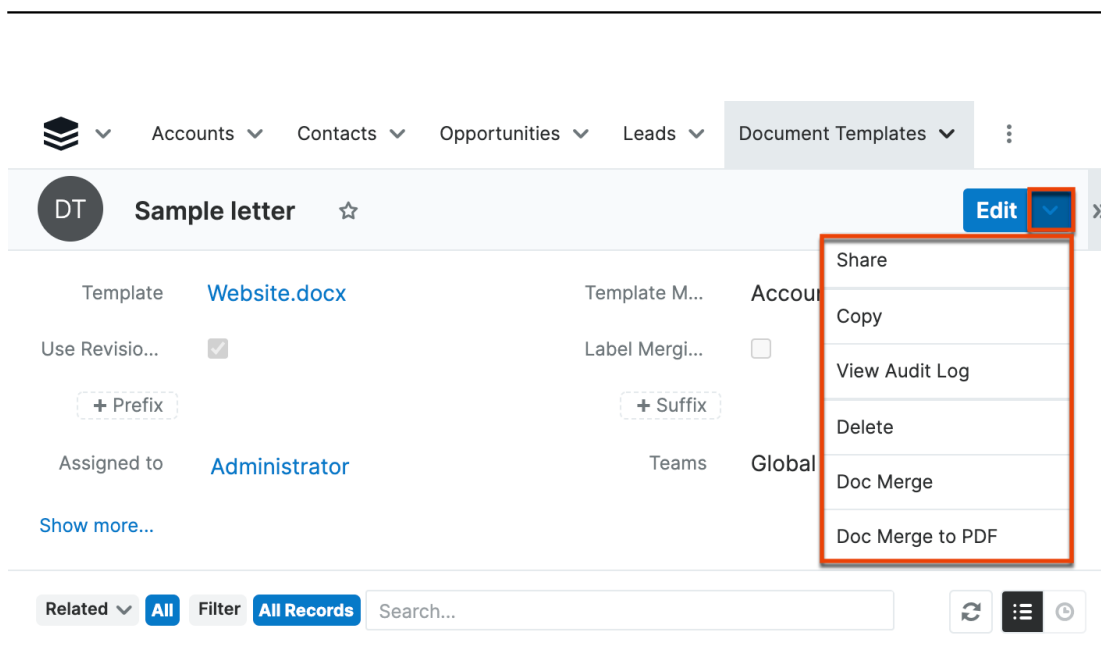 Accounts Contacts Opportunities Leads Document Templates
DT Sample letter Edit
Share
Template Website.docx Template M... Accou
Copy
Use Revisio... Label Mergi...
View Audit Log
+ Prefix + Suffix
Delete
Assigned to Administrator Teams Global
Doc Merge
Show more...
Doc Merge to PDF
Related All Filter All Records Search...